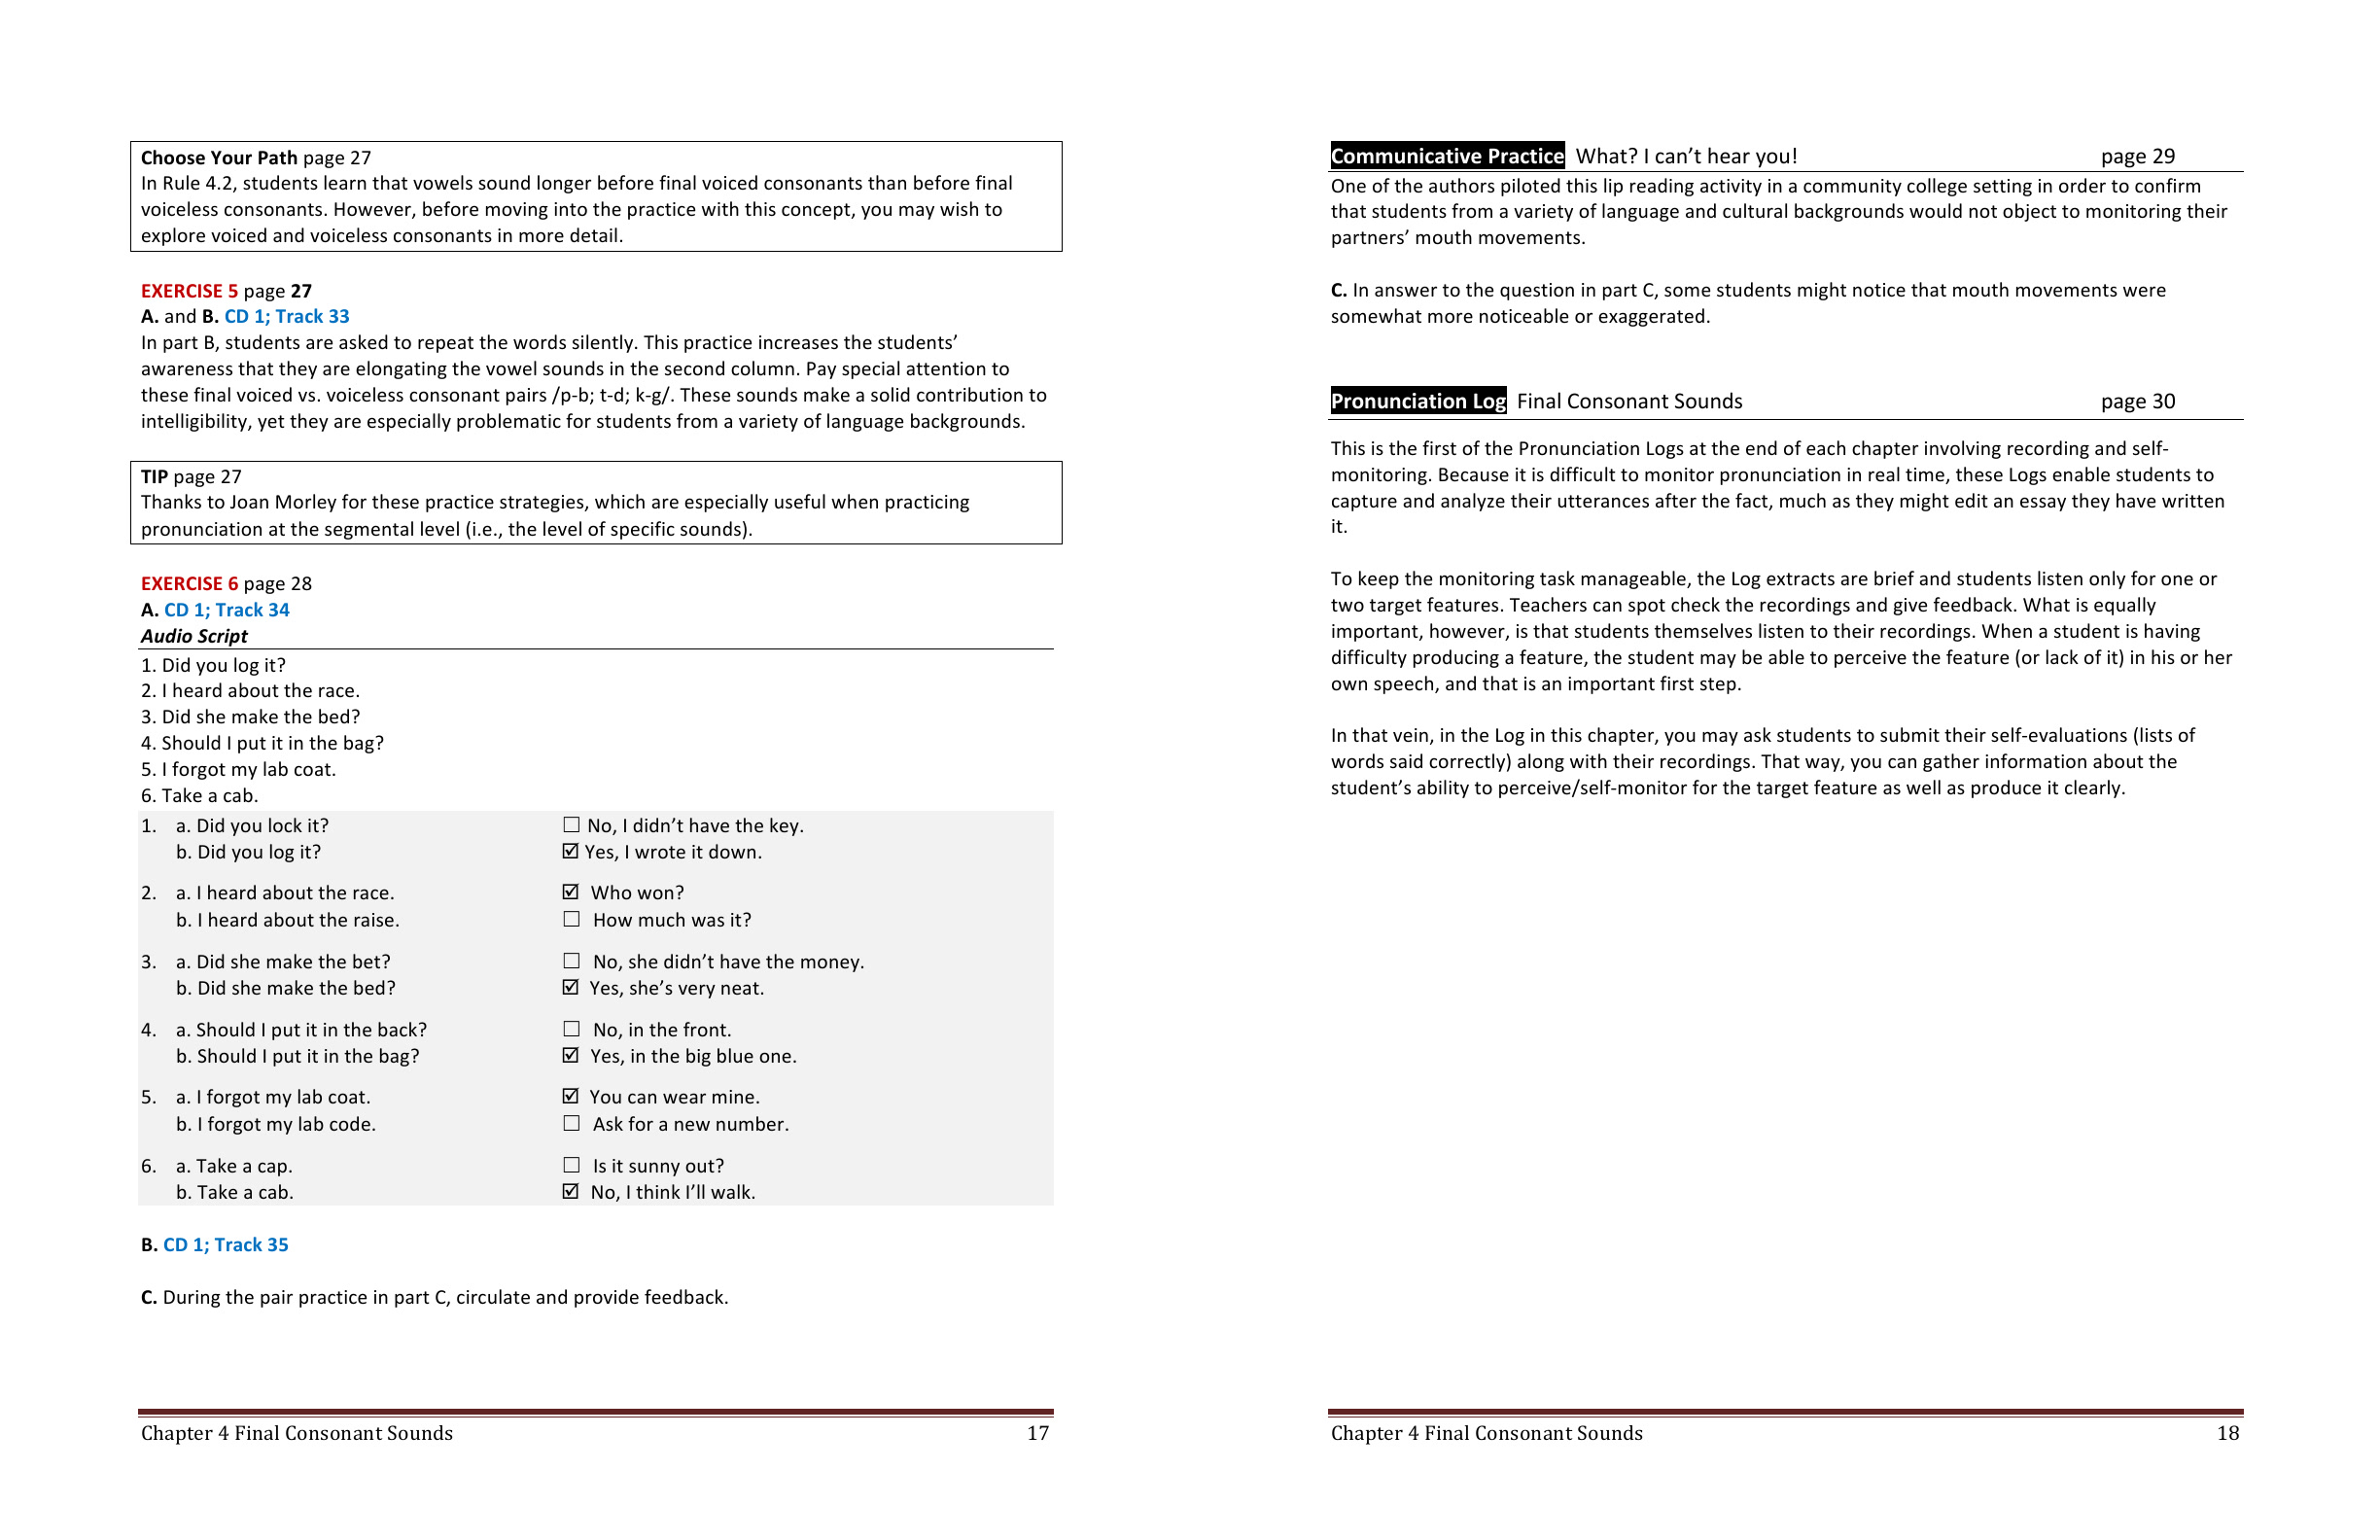 Choose Your Path page 27
In Rule 4.2, students learn that vowels sound longer before final voiced consonants than before final
voiceless consonants. However, before moving into the practice with this concept, you may wish to
explore voiced and voiceless consonants in more detail.
EXERCISE 5 page 27
A. and B. CD 1; Track 33
In part B, students are asked to repeat the words silently. This practice increases the students’
awareness that they are elongating the vowel sounds in the second column. Pay special attention to
these final voiced vs. voiceless consonant pairs /p-b; t-d; k-g/. These sounds make a solid contribution to
intelligibility, yet they are especially problematic for students from a variety of language backgrounds.
TIP page 27
Thanks to Joan Morley for these practice strategies, which are especially useful when practicing
pronunciation at the segmental level (i.e., the level of specific sounds).
EXERCISE 6 page 28
A. CD 1; Track 34
Audio Script
1. Did you log it?
2. I heard about the race.
3. Did she make the bed?
4. Should I put it in the bag?
5. I forgot my lab coat.
6. Take a cab.
1. a. Did you lock it? ☐ No, I didn’t have the key.
b. Did you log it? ☑ Yes, I wrote it down.
2. a. I heard about the race. ☑ Who won?
b. I heard about the raise. ☐ How much was it?
3. a. Did she make the bet? ☐ No, she didn’t have the money.
b. Did she make the bed? ☑ Yes, she’s very neat.
4. a. Should I put it in the back? ☐ No, in the front.
b. Should I put it in the bag? ☑ Yes, in the big blue one.
5. a. I forgot my lab coat. ☑ You can wear mine.
b. I forgot my lab code. ☐ Ask for a new number.
6. a. Take a cap. ☐ Is it sunny out?
b. Take a cab. ☑ No, I think I’ll walk.
B. CD 1; Track 35
C. During the pair practice in part C, circulate and provide feedback.
Chapter 4 Final Consonant Sounds 17
Communicative Practice What? I can’t hear you! page 29
One of the authors piloted this lip reading activity in a community college setting in order to confirm
that students from a variety of language and cultural backgrounds would not object to monitoring their
partners’ mouth movements.
C. In answer to the question in part C, some students might notice that mouth movements were
somewhat more noticeable or exaggerated.
Pronunciation Log Final Consonant Sounds page 30
This is the first of the Pronunciation Logs at the end of each chapter involving recording and self-
monitoring. Because it is difficult to monitor pronunciation in real time, these Logs enable students to
capture and analyze their utterances after the fact, much as they might edit an essay they have written
it.
To keep the monitoring task manageable, the Log extracts are brief and students listen only for one or
two target features. Teachers can spot check the recordings and give feedback. What is equally
important, however, is that students themselves listen to their recordings. When a student is having
difficulty producing a feature, the student may be able to perceive the feature (or lack of it) in his or her
own speech, and that is an important first step.
In that vein, in the Log in this chapter, you may ask students to submit their self-evaluations (lists of
words said correctly) along with their recordings. That way, you can gather information about the
student’s ability to perceive/self-monitor for the target feature as well as produce it clearly.
Chapter 4 Final Consonant Sounds 18